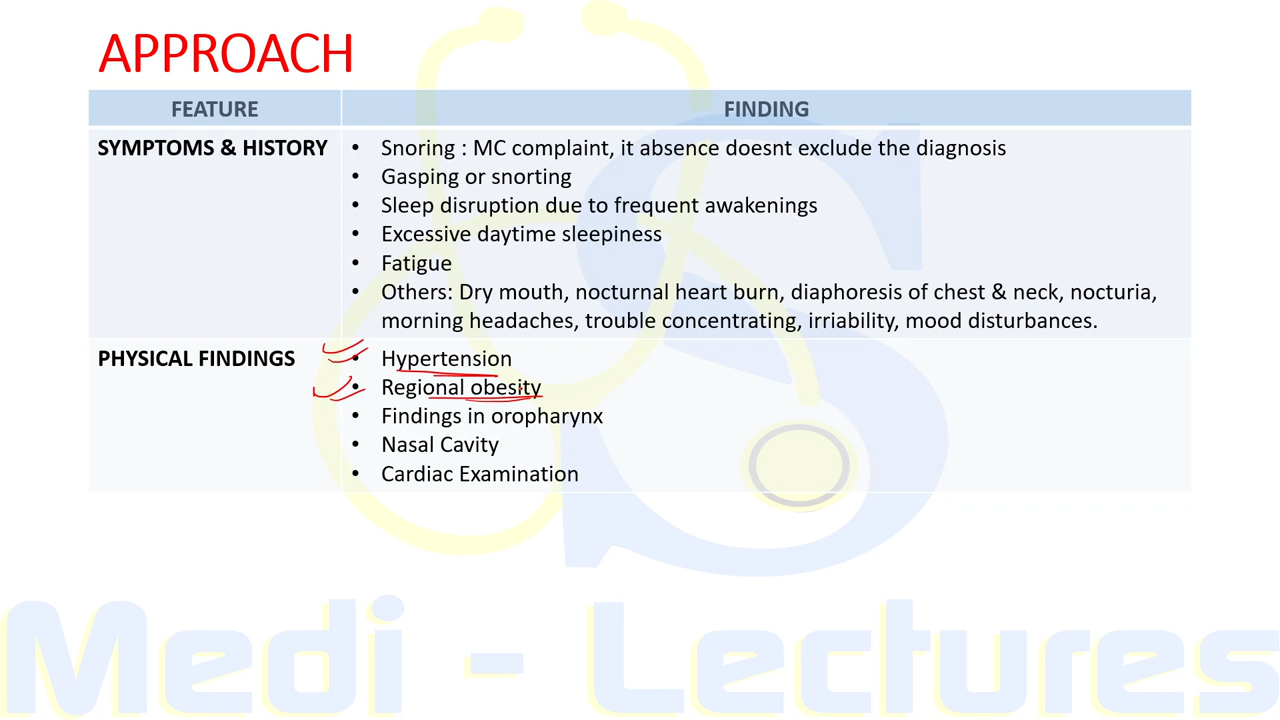 APPROACH
FEATURE FINDING
SYMPTOMS & HISTORY • Snoring : MC complaint, it absence doesnt exclude the diagnosis
• Gasping or snorting
• Sleep disruption due to frequent awakenings
• Excessive daytime sleepiness
• Fatigue
• Others: Dry mouth, nocturnal heart burn, diaphoresis of chest & neck, nocturia,
morning headaches, trouble concentrating, irriability, mood disturbances.
PHYSICAL FINDINGS • Hypertension
• Regional obesity
• Findings in oropharynx
• Nasal Cavity
• Cardiac Examination
Medi - Lectures